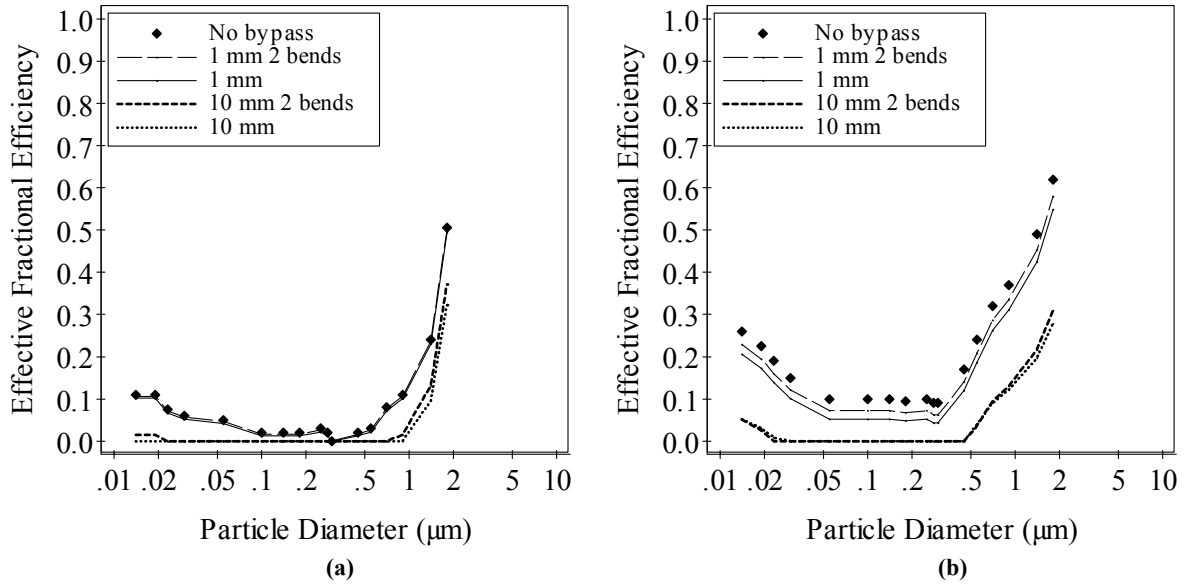 Effective Fractional Efficiency
1.0
0.9
0.8
0.7
0.6
0.5
0.4
0.3
0.2
0.1
0.0
No bypass
1 mm 2 bends
1 mm
10 mm 2 bends
10 mm
.01 .02 .05 .1 .2 .5 1 2 5 10
Particle Diameter (μm)
(a)
Effective Fractional Efficiency
1.0
0.9
0.8
0.7
0.6
0.5
0.4
0.3
0.2
0.1
0.0
No bypass
1 mm 2 bends
1 mm
10 mm 2 bends
10 mm
.01 .02 .05 .1 .2 .5 1 2 5 10
Particle Diameter (μm)
(b)